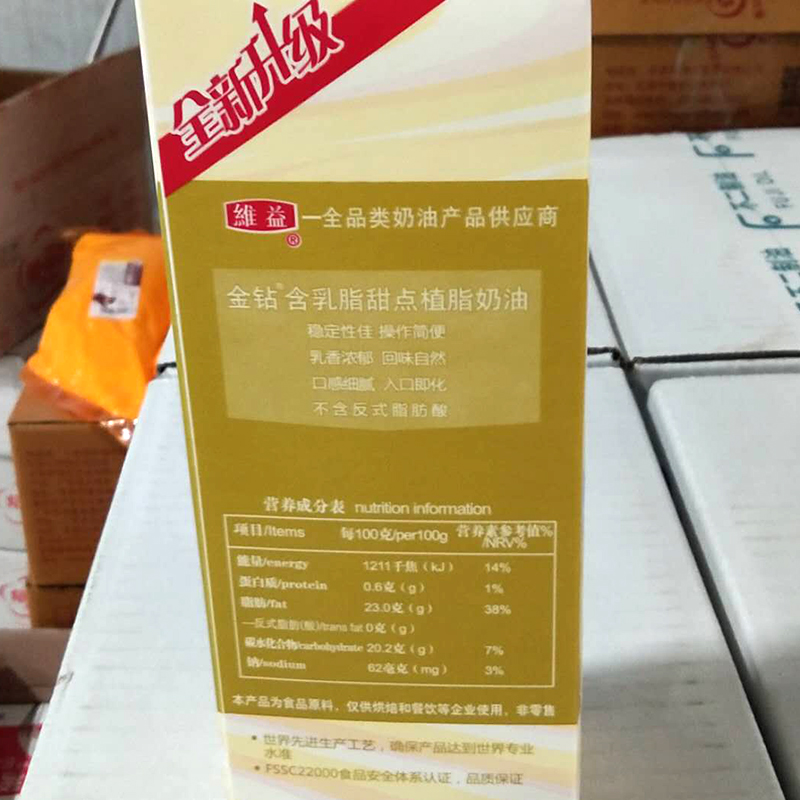 全新升级
維益®一全品类奶油产品供应商
金钻®含乳脂甜点植脂奶油
稳定性佳 操作简便
乳香浓郁 回味自然
口感细腻 入口即化
不含反式脂肪酸
营养成分表 nutrition information
项目/Items 每100克/per100g 营养素参考值%/NRV%
能量/energy 1211千焦（kJ） 14%
蛋白质/protein 0.6克（g） 1%
脂肪/fat 23.0克（g） 38%
—反式脂肪(酸)/trans fat 0克（g）
碳水化合物/carbohydrate 20.2克（g） 7%
钠/sodium 62毫克（mg） 3%
本产品为食品原料，仅供烘焙和餐饮等企业使用，非零售
• 世界先进生产工艺，确保产品达到世界专业
水准
• FSSC22000食品安全体系认证，品质保证